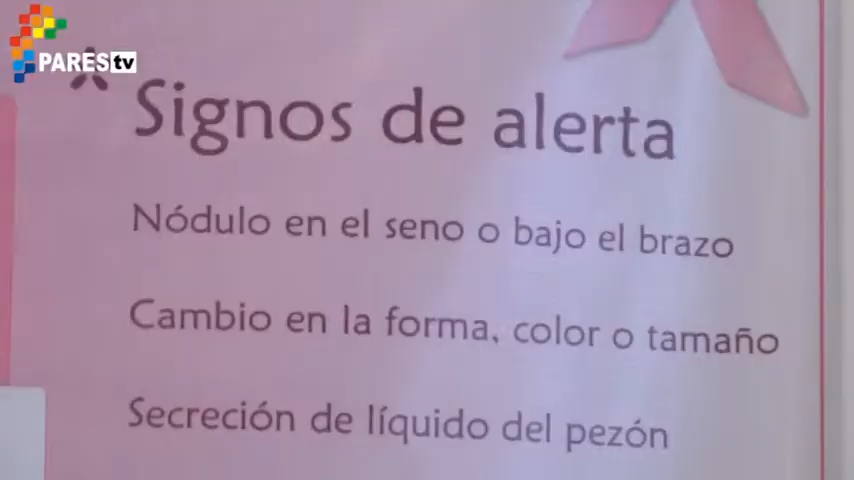 PARES tv
Signos de alerta
Nódulo en el seno o bajo el brazo
Cambio en la forma, color o tamaño
Secreción de líquido del pezón